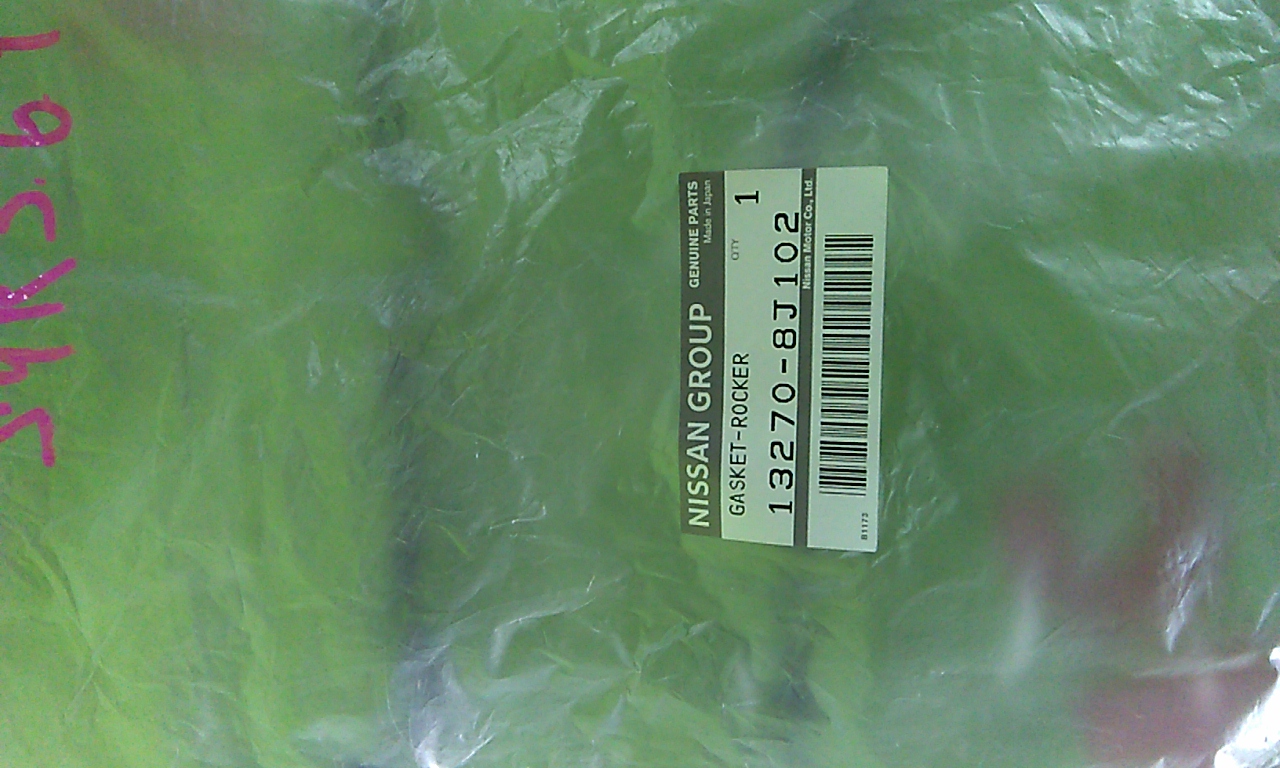 NISSAN GROUP GENUINE PARTS
Made in Japan
GASKET-ROCKER QTY 1
13270-8J102
Nissan Motor Co., Ltd.
B1173